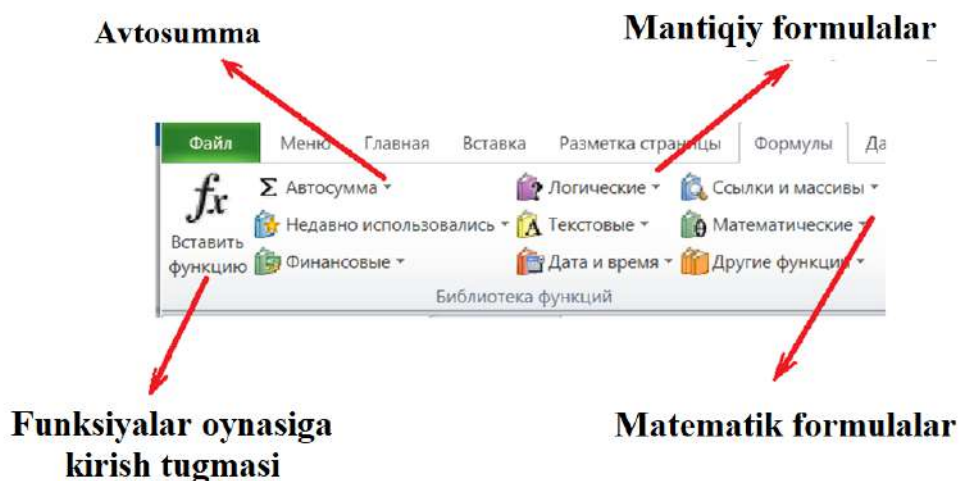 Avtosumma
Mantiqiy formulalar
Файл Меню Главная Вставка Разметка страницы Формулы Да
fx
Вставить
функцию
Σ Автосумма
Недавно использовались
Финансовые
Логические
Текстовые
Дата и время
Ссылки и массивы
Математические
Другие функции
Библиотека функций
Funksiyalar oynasiga
kirish tugmasi
Matematik formulalar